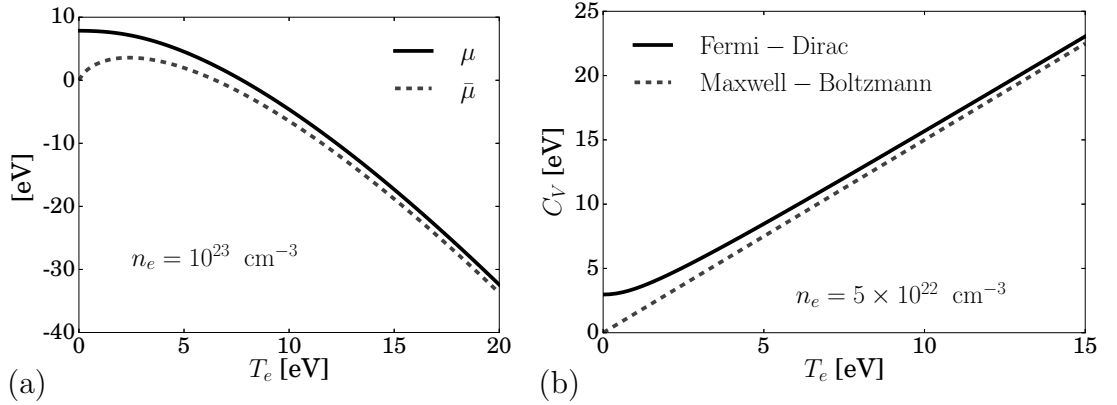 10
0
-10
-20
-30
-40
[eV]
μ
μ̄
n_e = 10^{23} cm^{-3}
0 5 10 15 20
T_e [eV]
(a)
25
20
15
10
5
0
C_V [eV]
Fermi – Dirac
Maxwell – Boltzmann
n_e = 5 × 10^{22} cm^{-3}
0 5 10 15
T_e [eV]
(b)